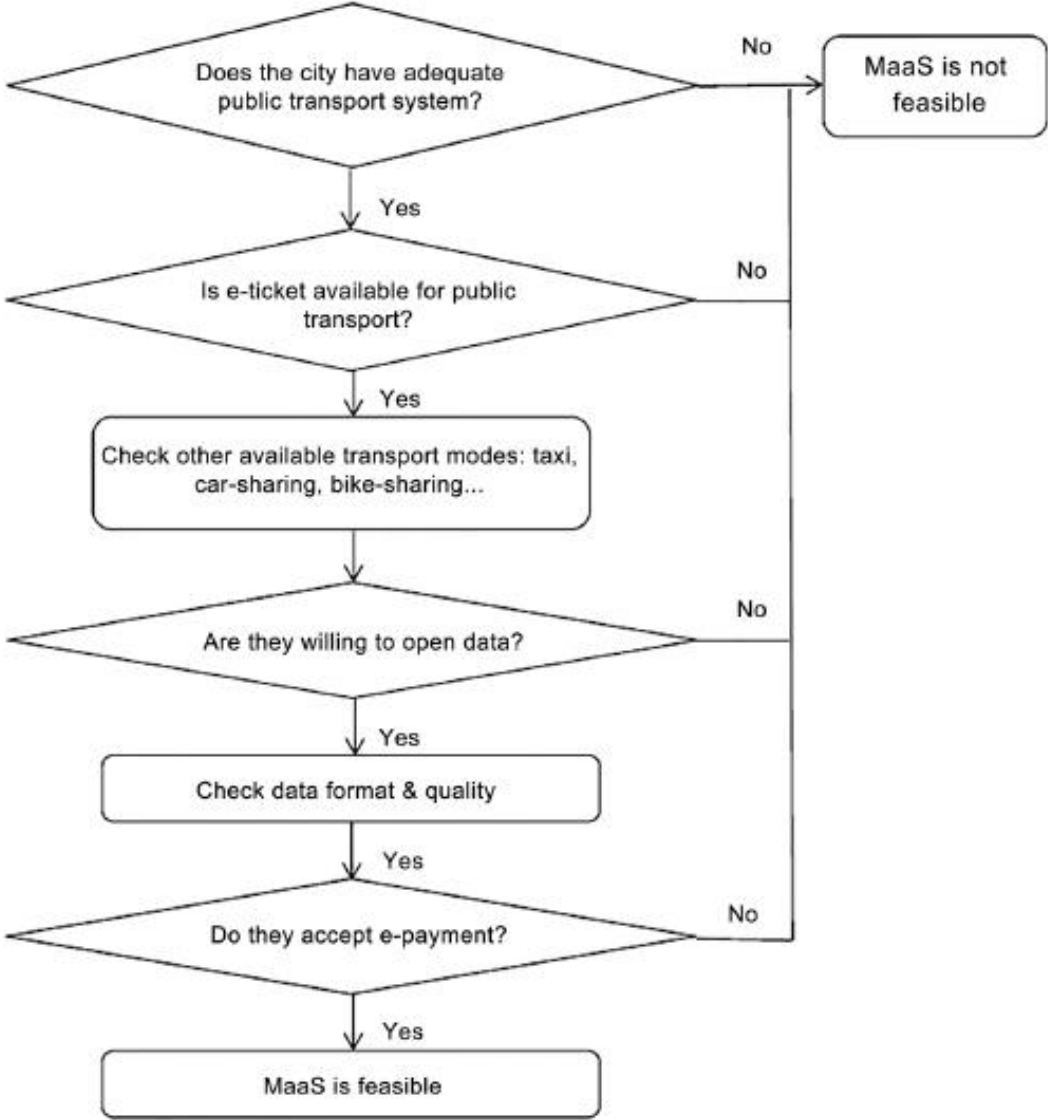 Does the city have adequate
public transport system?
No
MaaS is not
feasible
Yes
Is e-ticket available for public
transport?
No
Yes
Check other available transport modes: taxi,
car-sharing, bike-sharing...
Are they willing to open data?
No
Yes
Check data format & quality
Yes
Do they accept e-payment?
No
Yes
MaaS is feasible